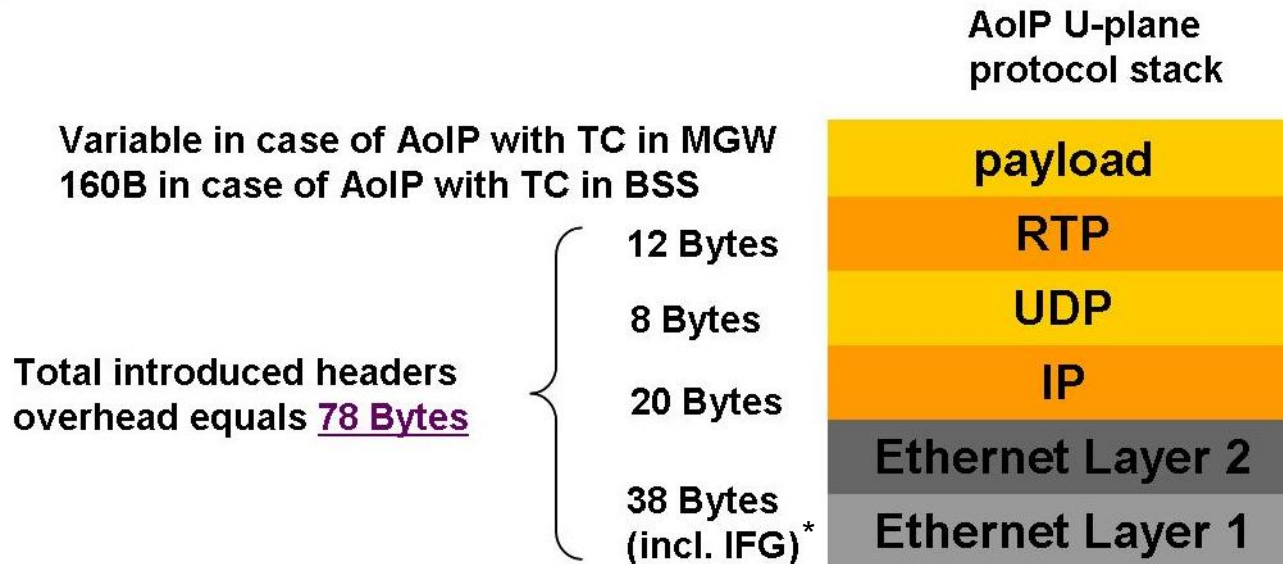 AoIP U-plane
protocol stack
Variable in case of AoIP with TC in MGW
160B in case of AoIP with TC in BSS
payload
12 Bytes
RTP
8 Bytes
UDP
Total introduced headers
overhead equals 78 Bytes
20 Bytes
IP
Ethernet Layer 2
38 Bytes
(incl. IFG)*
Ethernet Layer 1